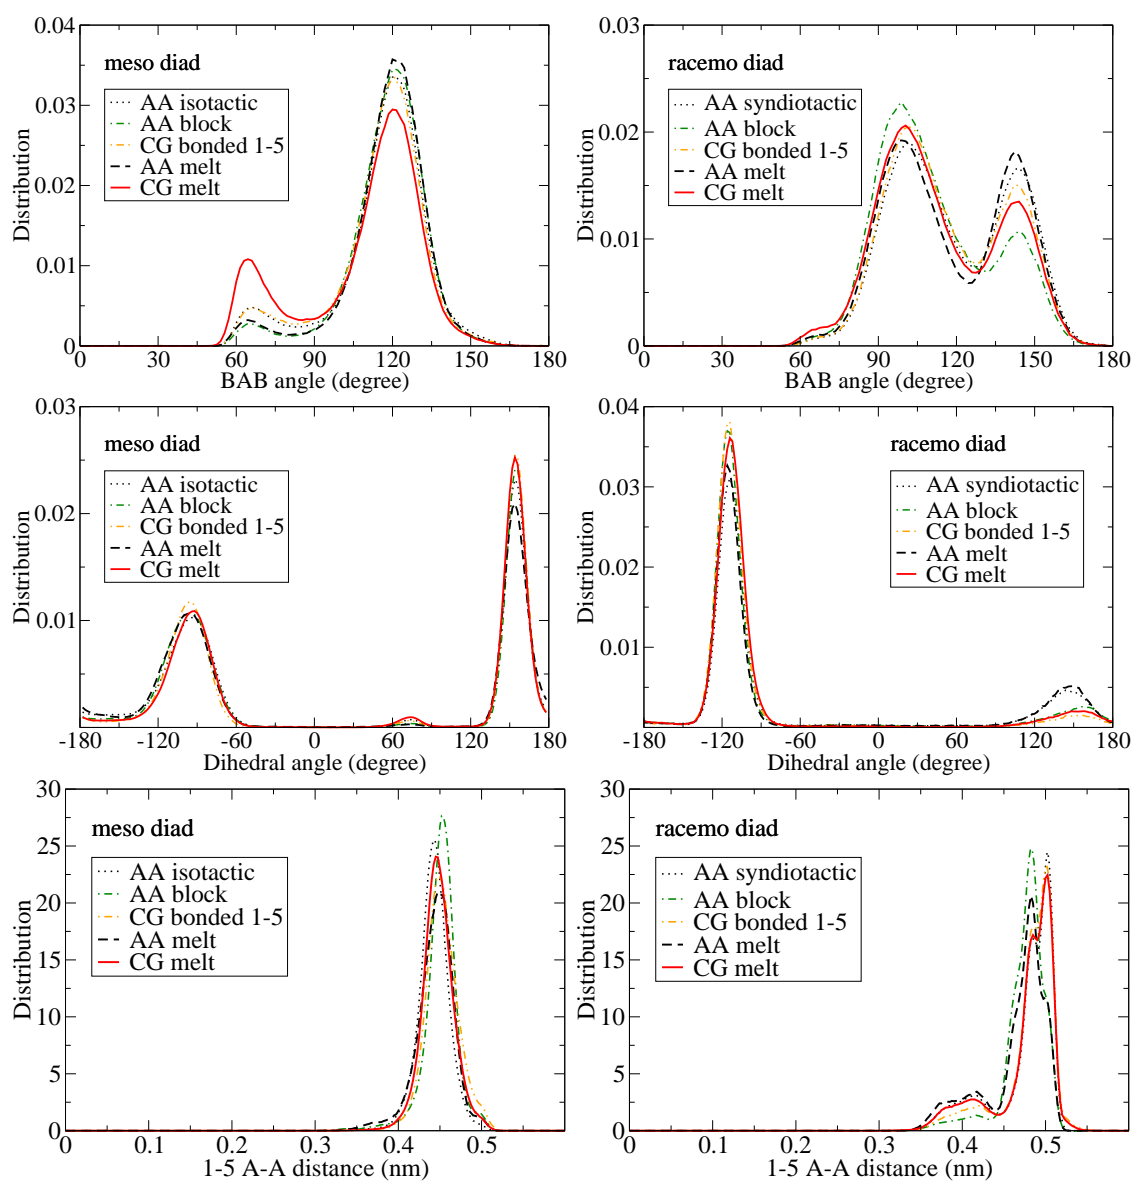 meso diad
AA isotactic
AA block
CG bonded 1-5
AA melt
CG melt
Distribution
0.04
0.03
0.02
0.01
0
0 30 60 90 120 150 180
BAB angle (degree)
racemo diad
AA syndiotactic
AA block
CG bonded 1-5
AA melt
CG melt
Distribution
0.03
0.02
0.01
0
0 30 60 90 120 150 180
BAB angle (degree)
meso diad
AA isotactic
AA block
CG bonded 1-5
AA melt
CG melt
Distribution
0.03
0.02
0.01
-180 -120 -60 0 60 120 180
Dihedral angle (degree)
racemo diad
AA syndiotactic
AA block
CG bonded 1-5
AA melt
CG melt
Distribution
0.04
0.03
0.02
0.01
-180 -120 -60 0 60 120 180
Dihedral angle (degree)
meso diad
AA isotactic
AA block
CG bonded 1-5
AA melt
CG melt
Distribution
30
25
20
15
10
5
0
0 0.1 0.2 0.3 0.4 0.5
1-5 A-A distance (nm)
racemo diad
AA syndiotactic
AA block
CG bonded 1-5
AA melt
CG melt
Distribution
30
25
20
15
10
5
0
0 0.1 0.2 0.3 0.4 0.5
1-5 A-A distance (nm)